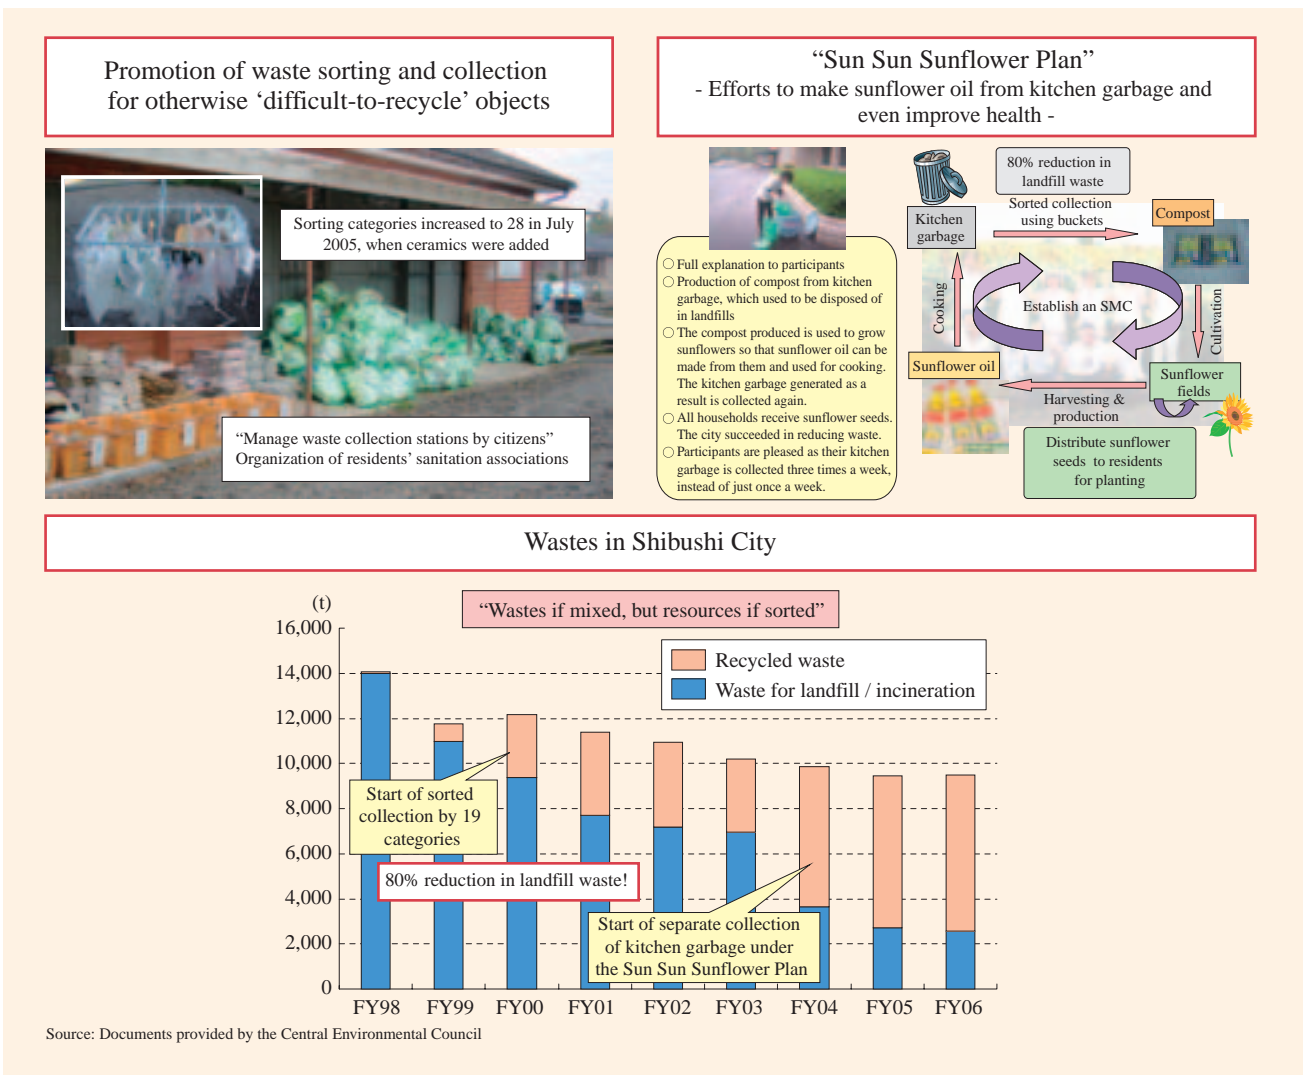 Promotion of waste sorting and collection
for otherwise ‘difficult-to-recycle’ objects
Sorting categories increased to 28 in July
2005, when ceramics were added
“Manage waste collection stations by citizens”
Organization of residents’ sanitation associations
“Sun Sun Sunflower Plan”
- Efforts to make sunflower oil from kitchen garbage and
even improve health -
○ Full explanation to participants
○ Production of compost from kitchen
garbage, which used to be disposed of
in landfills
○ The compost produced is used to grow
sunflowers so that sunflower oil can be
made from them and used for cooking.
The kitchen garbage generated as a
result is collected again.
○ All households receive sunflower seeds.
The city succeeded in reducing waste.
○ Participants are pleased as their kitchen
garbage is collected three times a week,
instead of just once a week.
80% reduction in
landfill waste
Kitchen
garbage
Sorted collection
using buckets
Compost
Cooking
Establish an SMC
Cultivation
Sunflower oil
Sunflower
fields
Harvesting &
production
Distribute sunflower
seeds to residents
for planting
Wastes in Shibushi City
(t)
“Wastes if mixed, but resources if sorted”
16,000
14,000
12,000
10,000
8,000
6,000
4,000
2,000
0
Recycled waste
Waste for landfill / incineration
Start of sorted
collection by 19
categories
80% reduction in landfill waste!
Start of separate collection
of kitchen garbage under
the Sun Sun Sunflower Plan
FY98 FY99 FY00 FY01 FY02 FY03 FY04 FY05 FY06
Source: Documents provided by the Central Environmental Council